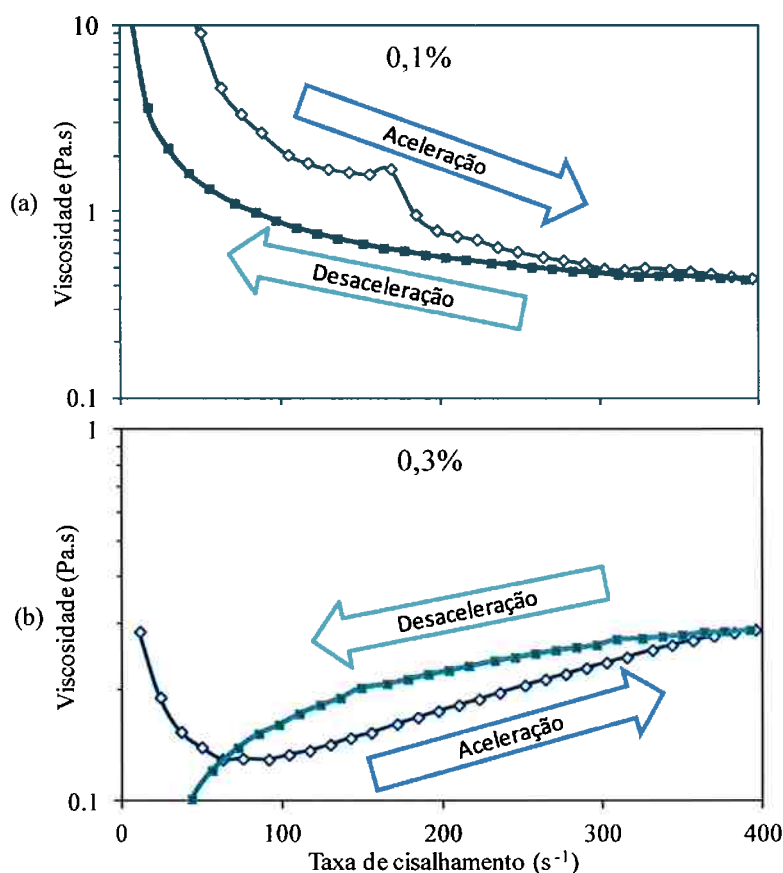 10
0,1%
Aceleração
Viscosidade (Pa.s)
(a)
1
Desaceleração
0.1
1
0,3%
Desaceleração
Viscosidade (Pa.s)
(b)
Aceleração
0.1
0 100 200 300 400
Taxa de cisalhamento (s⁻¹)